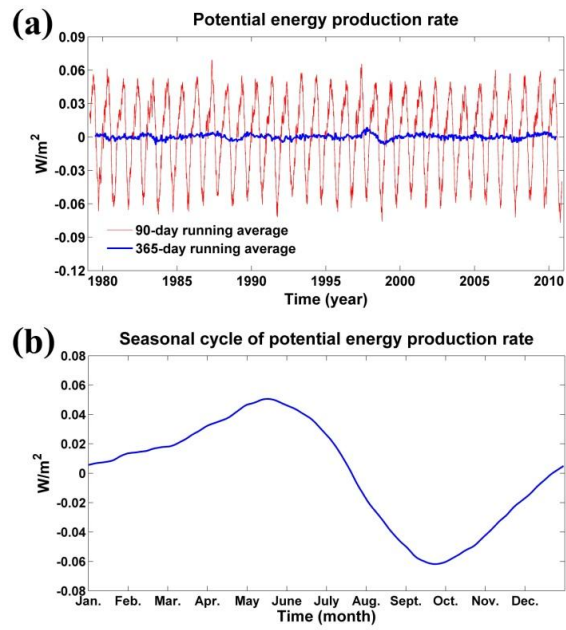 (a)
Potential energy production rate
0.09
0.06
0.03
0
-0.03
-0.06
-0.09
-0.12
W/m²
90-day running average
365-day running average
1980 1985 1990 1995 2000 2005 2010
Time (year)
(b)
Seasonal cycle of potential energy production rate
0.08
0.06
0.04
0.02
0
-0.02
-0.04
-0.06
-0.08
W/m²
Jan. Feb. Mar. Apr. May June July Aug. Sept. Oct. Nov. Dec.
Time (month)